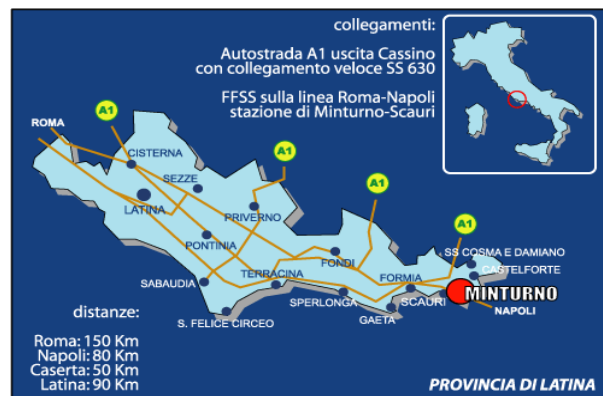 collegamenti:
Autostrada A1 uscita Cassino
con collegamento veloce SS 630
FFSS sulla linea Roma-Napoli
stazione di Minturno-Scauri
ROMA
A1
CISTERNA
A1
SEZZE
A1
LATINA
PRIVERNO
A1
PONTINIA
FONDI
SS COSMA E DAMIANO
CASTELFORTE
SABAUDIA
TERRACINA
FORMIA
MINTURNO
SPERLONGA
SCAURI
GAETA
NAPOLI
S. FELICE CIRCEO
distanze:
Roma: 150 Km
Napoli: 80 Km
Caserta: 50 Km
Latina: 90 Km
PROVINCIA DI LATINA